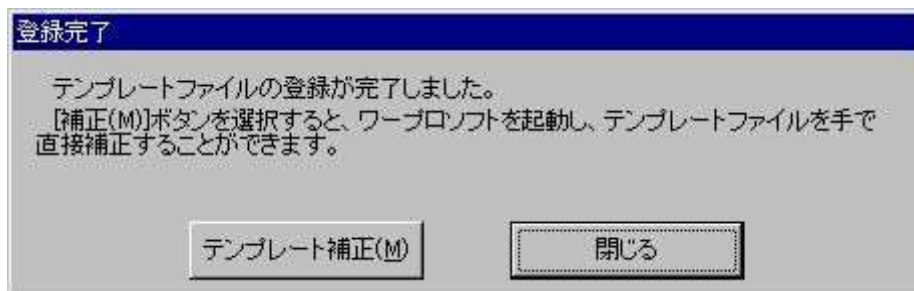 登録完了
テンプレートファイルの登録が完了しました。
[補正(M)]ボタンを選択すると、ワープロソフトを起動し、テンプレートファイルを手で
直接補正することができます。
テンプレート補正(M) 閉じる